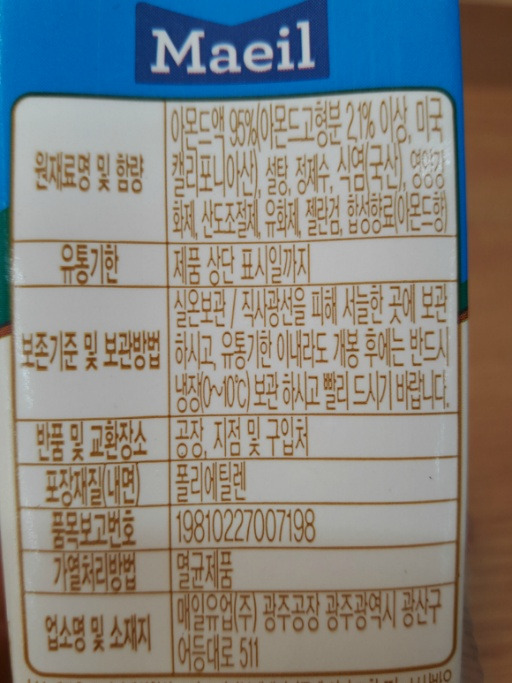 Maeil
원재료명 및 함량
아몬드액 95%(아몬드고형분 2.1% 이상, 미국
캘리포니아산), 설탕, 정제수, 식염(국산), 영양강
화제, 산도조절제, 유화제, 젤란검, 합성향료(아몬드향)
유통기한
제품 상단 표시일까지
보존기준 및 보관방법
실온보관 / 직사광선을 피해 서늘한 곳에 보관
하시고, 유통기한 이내라도 개봉 후에는 반드시
냉장(0~10℃) 보관 하시고 빨리 드시기 바랍니다.
반품 및 교환장소
공장, 지점 및 구입처
포장재질(내면)
폴리에틸렌
품목보고번호
19810227007198
가열처리방법
멸균제품
업소명 및 소재지
매일유업(주) 광주공장 광주광역시 광산구
어등대로 511